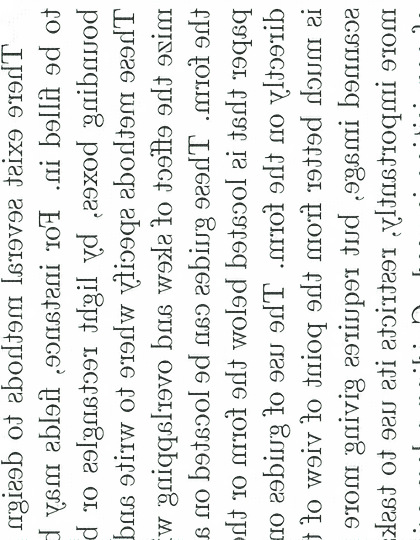 There exist several methods to design
to be filled in. For instance, fields may b
bounding boxes, by light rectangles or b
These methods specify where to write and
mize the effect of skew and overlapping w
the form. These guides can be located on a
paper that is located below the form or th
directly on the form. The use of guides on
is much better from the point of view of t
scanned image, but requires giving more
more importantly, restricts its use to task